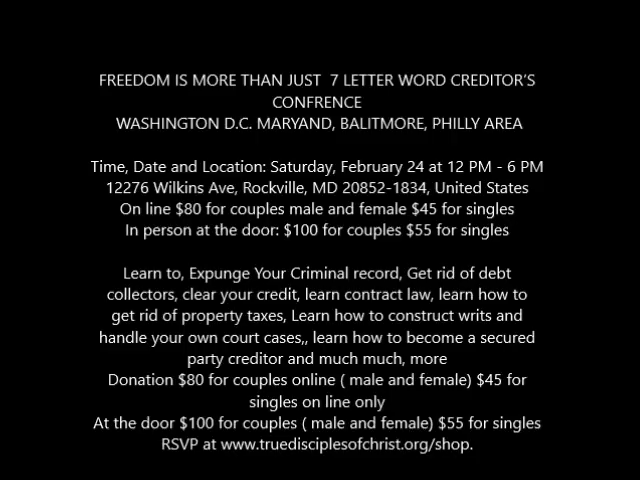 FREEDOM IS MORE THAN JUST  7 LETTER WORD CREDITOR'S
CONFRENCE
WASHINGTON D.C. MARYAND, BALITMORE, PHILLY AREA
Time, Date and Location: Saturday, February 24 at 12 PM - 6 PM
12276 Wilkins Ave, Rockville, MD 20852-1834, United States
On line $80 for couples male and female $45 for singles
In person at the door: $100 for couples $55 for singles
Learn to, Expunge Your Criminal record, Get rid of debt
collectors, clear your credit, learn contract law, learn how to
get rid of property taxes, Learn how to construct writs and
handle your own court cases,, learn how to become a secured
party creditor and much much, more
Donation $80 for couples online ( male and female) $45 for
singles on line only
At the door $100 for couples ( male and female) $55 for singles
RSVP at www.truedisciplesofchrist.org/shop.